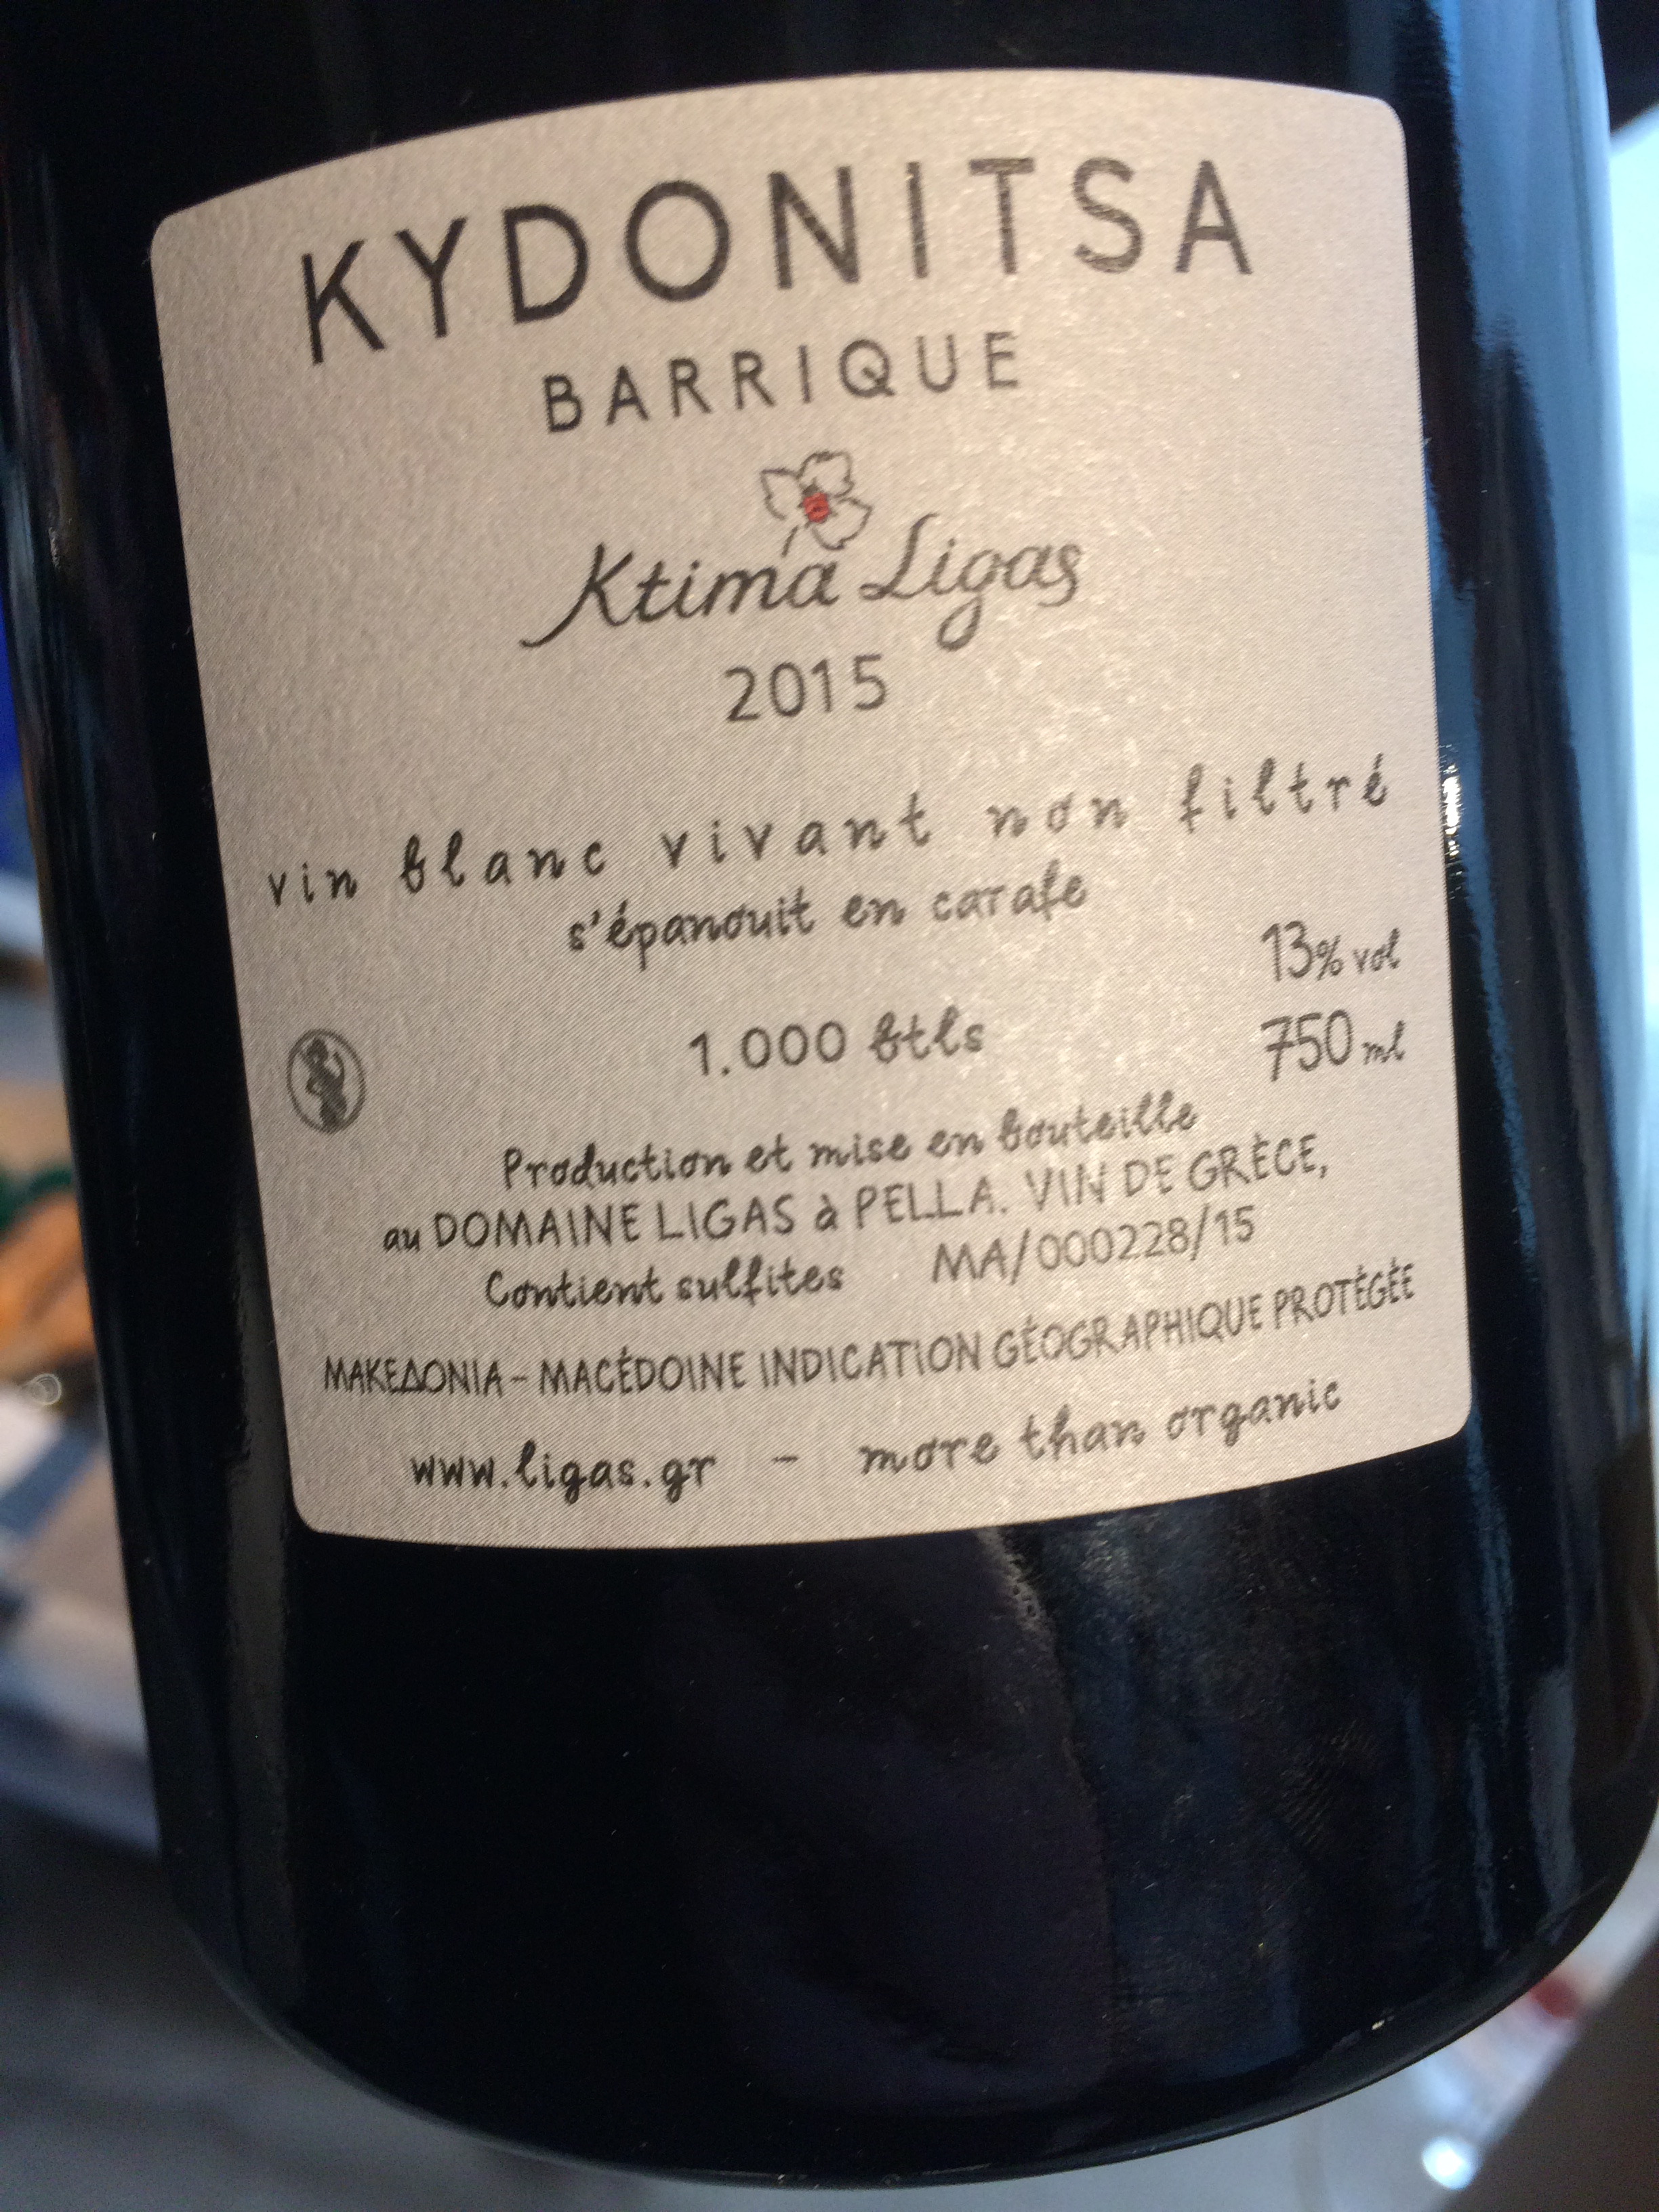 KYDONITSA
BARRIQUE
Ktima Ligas
2015
vin blanc vivant non filtré
s'épanouit en carafe
13% vol
1.000 btls
750 ml
Production et mise en bouteille
au DOMAINE LIGAS à PELLA. VIN DE GRÈCE,
Contient sulfites MA/000228/15
MAKEΔONIA - MACÉDOINE INDICATION GÉOGRAPHIQUE PROTÉGÉE
www.ligas.gr - more than organic